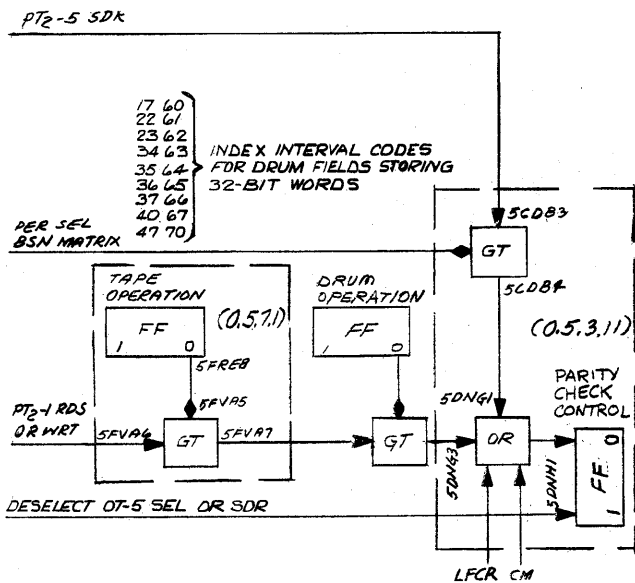 PT2-5 SDR
17 60
22 61
23 62
34 63
35 64
36 65
37 66
40 67
47 70
INDEX INTERVAL CODES
FOR DRUM FIELDS STORING
32-BIT WORDS
PER SEL
BSN MATRIX
5CDB3
GT
5CDB4
TAPE
OPERATION
FF
1 0
(0.5.7.1)
DRUM
OPERATION
FF
1 0
(0.5.3.11)
5FREB
5FVA5
5DNG1
PARITY
CHECK
CONTROL
PT2-1 RDS
OR WRT
5FVA6
GT
5FVA7
GT
5DNG3
OR
5DNH1
FF
0
1
DESELECT OT-5 SEL OR SDR
LFCR CM